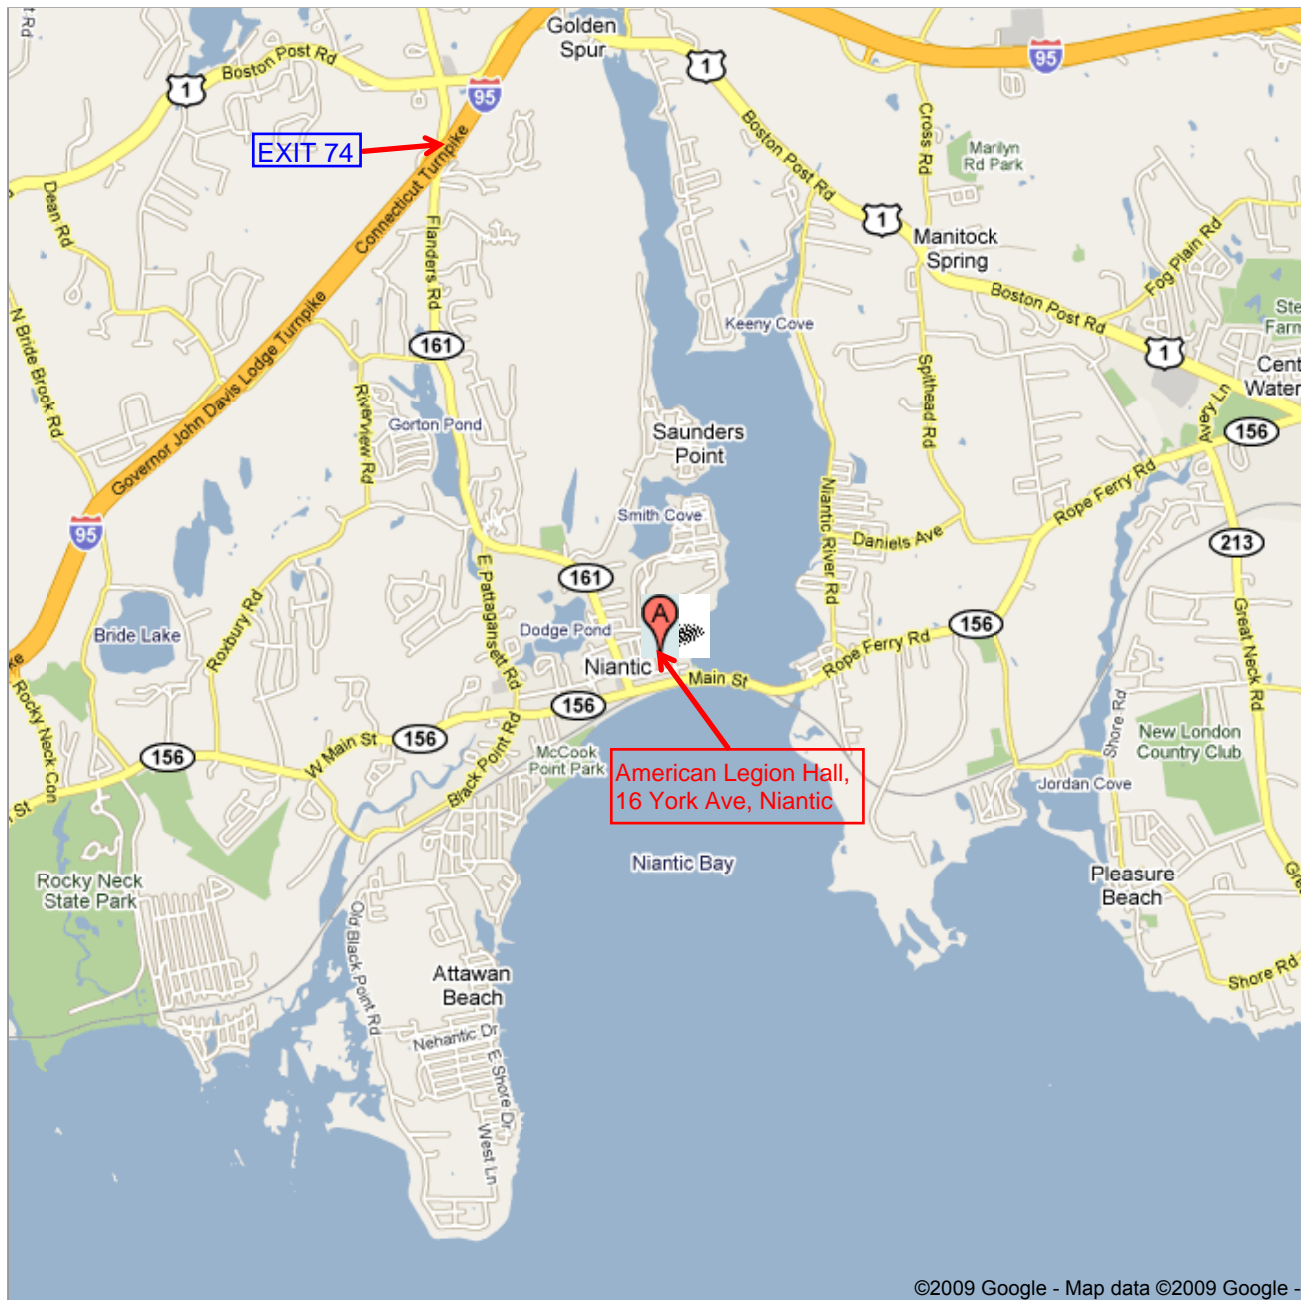 Golden
Spur
1
Boston Post Rd
1
95
95
EXIT 74
Connecticut Turnpike
Boston Post Rd
Cross Rd
Marilyn
Rd Park
Dean Rd
Flanders Rd
1
Manitock
Spring
Fog Plain Rd
N Bride Brook Rd
Governor John Davis Lodge Turnpike
161
Keeny Cove
Boston Post Rd
1
Riverview Rd
Gorton Pond
Saunders
Point
Spithead Rd
Avery Ln
156
95
Smith Cove
Niantic River Rd
Daniels Ave
Rope Ferry Rd
213
E Pattagansett Rd
161
Roxbury Rd
Bride Lake
Dodge Pond
A
Niantic
Main St
Rope Ferry Rd
156
Great Neck Rd
Rocky Neck Con
156
W Main St
156
Black Point Rd
156
McCook
Point Park
American Legion Hall,
16 York Ave, Niantic
Shore Rd
New London
Country Club
Jordan Cove
Niantic Bay
Pleasure
Beach
Rocky Neck
State Park
Old Black Point Rd
Attawan
Beach
Shore Rd
Nehantic Dr
E Shore Dr
West Ln
©2009 Google - Map data ©2009 Google -